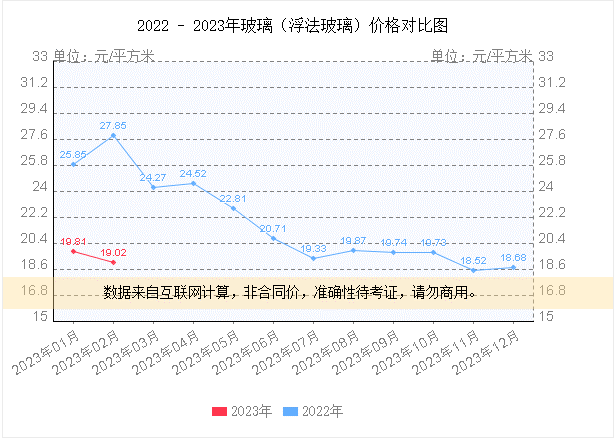 2022 - 2023年玻璃（浮法玻璃）价格对比图
单位：元/平方米
单位：元/平方米
33
31.2
29.4
27.6
25.8
24
22.2
20.4
18.6
16.8
15
33
31.2
29.4
27.6
25.8
24
22.2
20.4
18.6
16.8
15
25.85
27.85
24.27
24.52
22.81
20.71
19.33
19.87
19.74
19.73
18.52
18.68
19.81
19.02
数据来自互联网计算，非合同价，准确性待考证，请勿商用。
2023年01月
2023年02月
2023年03月
2023年04月
2023年05月
2023年06月
2023年07月
2023年08月
2023年09月
2023年10月
2023年11月
2023年12月
2023年
2022年